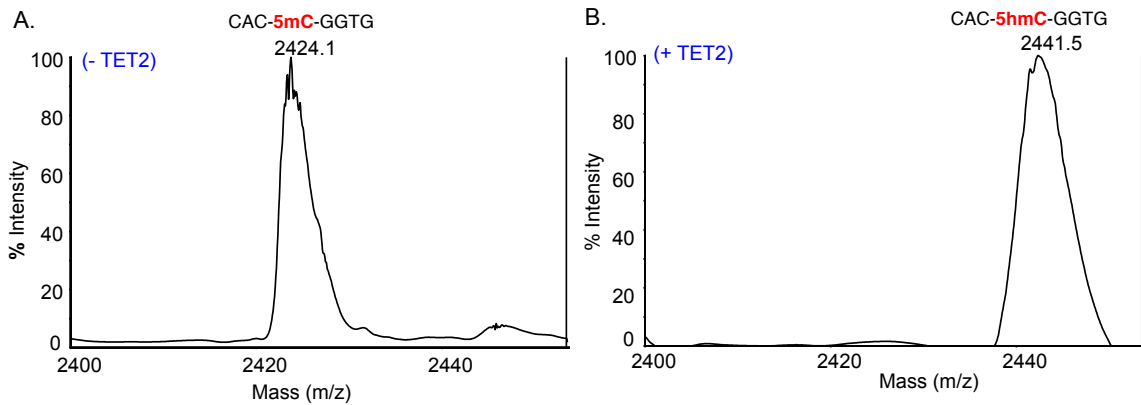 A.
CAC-5mC-GGTG
2424.1
(- TET2)
100
80
60
40
20
0
% Intensity
2400
2420
2440
Mass (m/z)
B.
CAC-5hmC-GGTG
2441.5
(+ TET2)
100
80
60
40
20
0
% Intensity
2400
2420
2440
Mass (m/z)